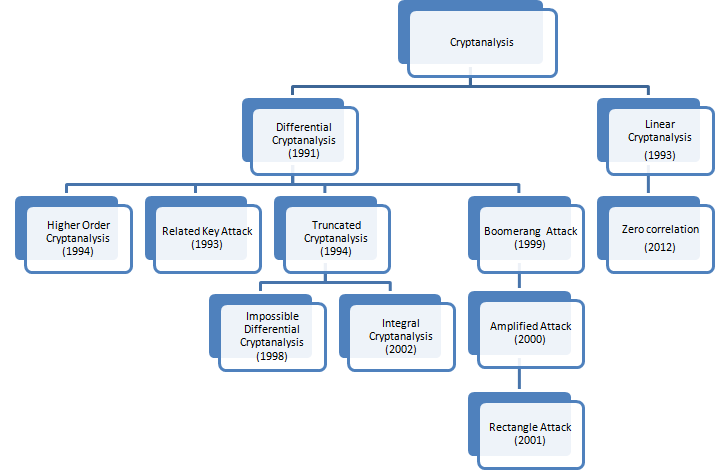 Cryptanalysis
Differential
Cryptanalysis
(1991)
Linear
Cryptanalysis
(1993)
Higher Order
Cryptanalysis
(1994)
Related Key Attack
(1993)
Truncated
Cryptanalysis
(1994)
Boomerang Attack
(1999)
Zero correlation
(2012)
Impossible
Differential
Cryptanalysis
(1998)
Integral
Cryptanalysis
(2002)
Amplified Attack
(2000)
Rectangle Attack
(2001)